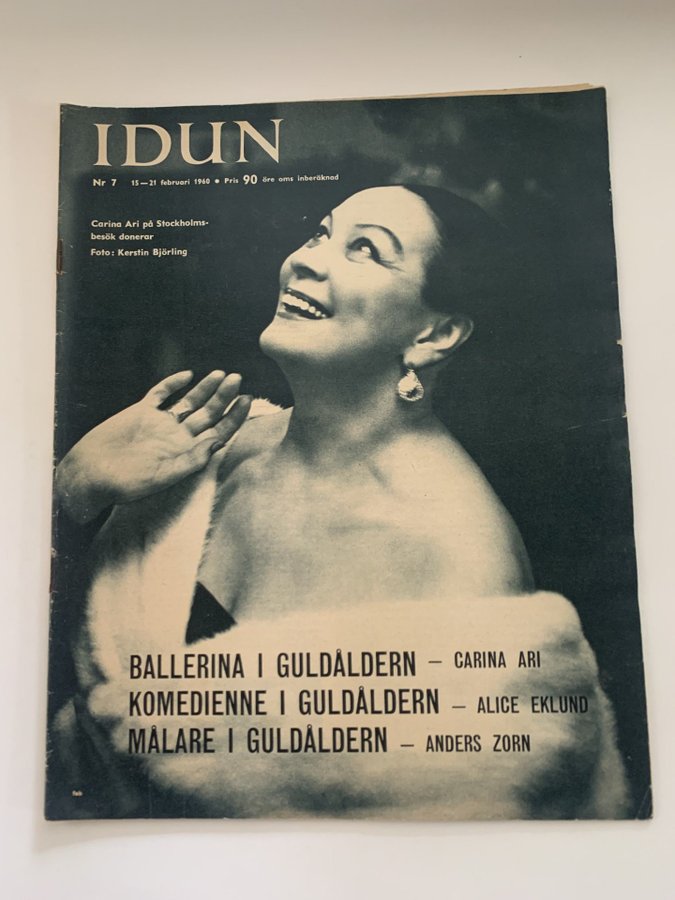 IDUN
Nr 7 15—21 februari 1960 • Pris 90 öre oms inberäknad
Carina Ari på Stockholms-
besök donerar
Foto: Kerstin Björling
BALLERINA I GULDÅLDERN — CARINA ARI
KOMEDIENNE I GULDÅLDERN — ALICE EKLUND
MÅLARE I GULDÅLDERN — ANDERS ZORN